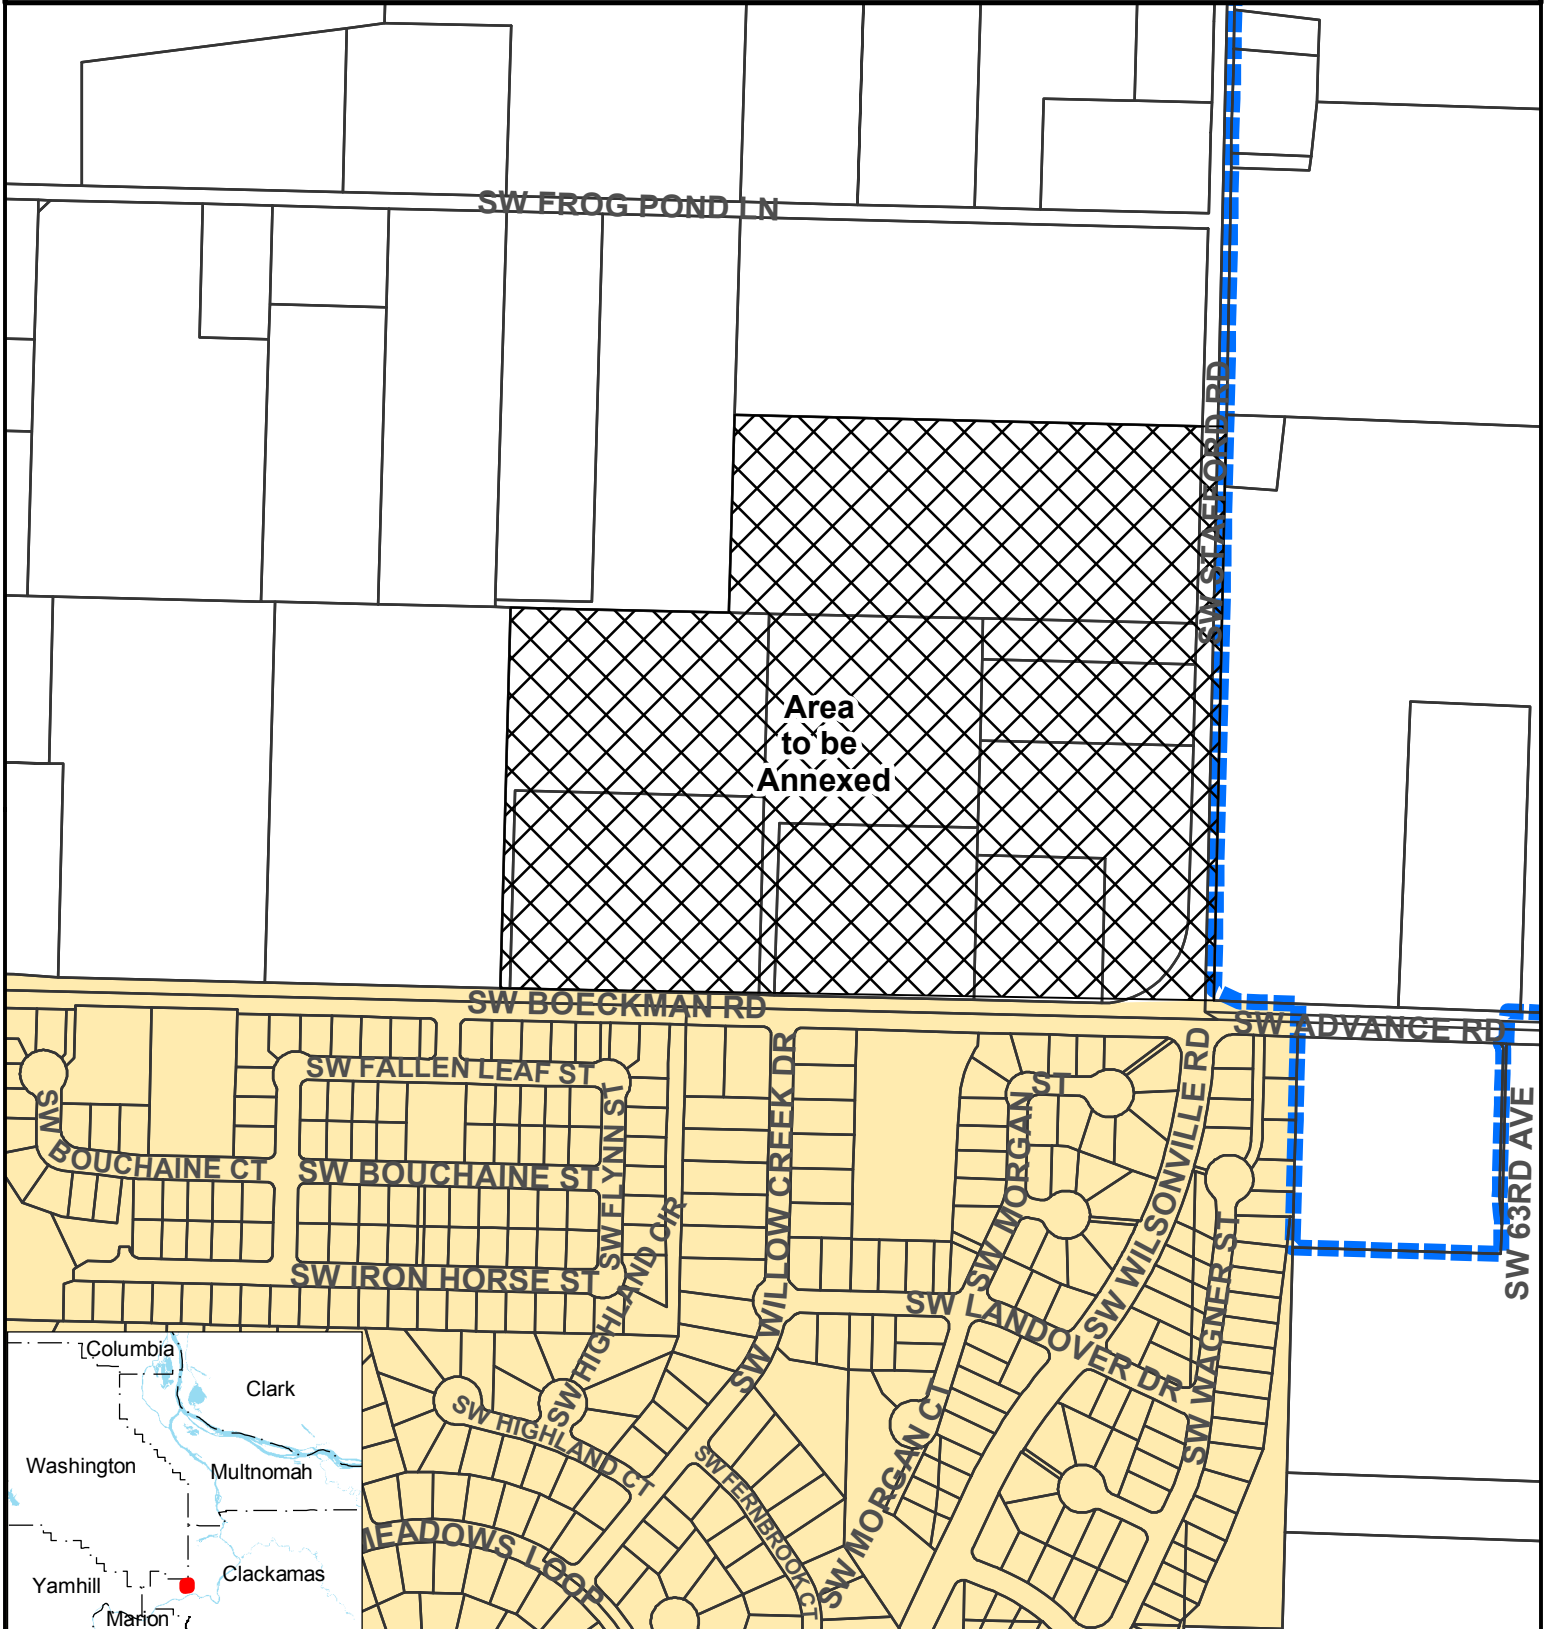 SW FROG POND LN
SW STAFFORD RD
Area
to be
Annexed
SW BOECKMAN RD
SW ADVANCE RD
SW 63RD AVE
SW FALLEN LEAF ST
SW
BOUCHAINE CT
SW BOUCHAINE ST
SW FLYNN ST
SW IRON HORSE ST
SW HIGHLAND CIR
SW WILLOW CREEK DR
SW MORGAN ST
SW WILSONVILLE RD
SW WAGNER ST
SW LANDOVER DR
SW HIGHLAND CT
SW FERNBROOK CT
SW MORGAN CT
MEADOWS LOOP
Columbia
Clark
Washington
Multnomah
Yamhill
Clackamas
Marion